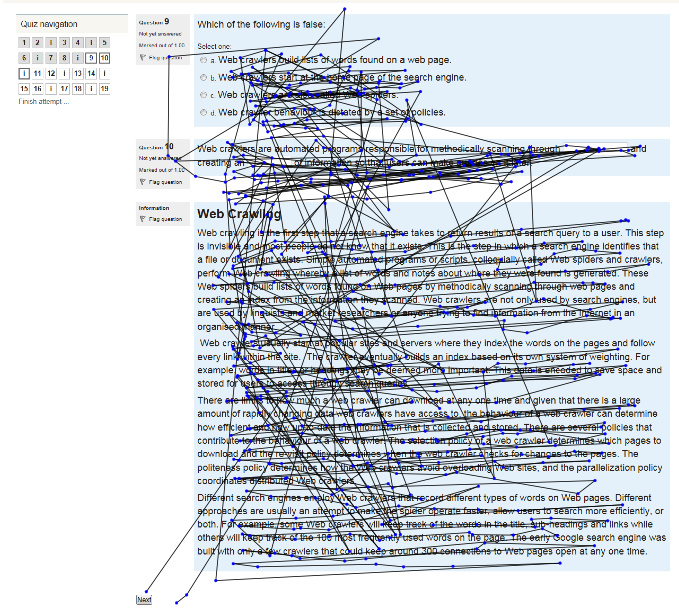 Quiz navigation
1 2 i 3 4 i 5
6 i 7 8 i 9 10
i 11 12 i 13 14 i
15 16 i 17 18 i 19
Finish attempt ...
Question 9
Not yet answered
Marked out of 1.00
Flag question
Which of the following is false:
Select one:
a. Web crawlers build lists of words found on a web page.
b. Web crawlers start at the home page of the search engine.
c. Web crawlers are also called Web spiders.
d. Web crawler behaviour is dictated by a set of policies.
Question 10
Not yet answered
Marked out of 1.00
Flag question
Web crawlers are automated programs responsible for methodically scanning through and
creating an of information so that users can make
Information
Flag question
Web Crawling
Web crawling is the first step that a search engine takes to return results of a search query to a user. This step
is invisible and most people do not know that it exists. This is the step in which a search engine identifies that
a file or document exists. Simple automated programs or scripts, colloquially called Web spiders and crawlers,
perform Web crawling whereby a list of words and notes about where they were found is generated. These
Web spiders build lists of words found on Web pages by methodically scanning through web pages and
creating an index from the information they scanned. Web crawlers are not only used by search engines, but
are used by linguists and market researchers or anyone trying to find information from the Internet in an
organised manner.
Web crawlers usually start at popular sites and servers where they index the words on the pages and follow
every link within the site. The crawler eventually builds an index based on its own system of weighting. For
example, words in titles or headings may be deemed more important. This data is encoded to save space and
stored for users to access through search queries.
There are limits to how much a web crawler can download at any one time and given that there is a large
amount of rapidly changing data web crawlers have access to the behaviour of a web crawler can determine
how efficient and how up-to-date the information that is collected and stored. There are several policies that
contribute to the behaviour of a web crawler. The selection policy of a web crawler determines which pages to
download and the re-visit policy determines when the web crawler checks for changes to the pages. The
politeness policy determines how the Web crawlers avoid overloading Web sites, and the parallelization policy
coordinates distributed Web crawlers.
Different search engines employ Web crawlers that record different types of words on Web pages. Different
approaches are usually an attempt to make the spider operate faster, allow users to search more efficiently, or
both. For example, some Web crawlers will keep track of the words in the title, sub-headings and links while
others will keep track of the 100 most frequently used words on the page. The early Google search engine was
built with only a few crawlers that could keep around 300 connections to Web pages open at any one time.
Next